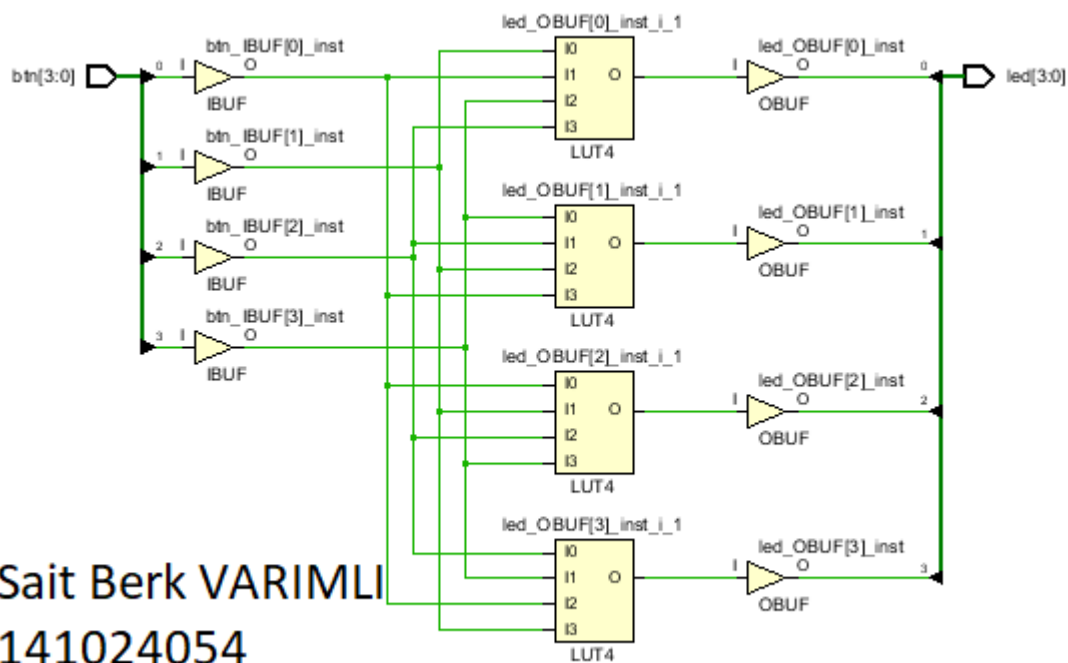 led_OBUF[0]_inst_i_1
btn[3:0]
0
I
btn_IBUF[0]_inst
O
IBUF
I0
I1
I2
I3
O
LUT4
I
led_OBUF[0]_inst
O
OBUF
0
led[3:0]
1
I
btn_IBUF[1]_inst
O
IBUF
led_OBUF[1]_inst_i_1
I0
I1
I2
I3
O
LUT4
I
led_OBUF[1]_inst
O
OBUF
1
2
I
btn_IBUF[2]_inst
O
IBUF
3
I
btn_IBUF[3]_inst
O
IBUF
led_OBUF[2]_inst_i_1
I0
I1
I2
I3
O
LUT4
I
led_OBUF[2]_inst
O
OBUF
2
led_OBUF[3]_inst_i_1
I0
I1
I2
I3
O
LUT4
I
led_OBUF[3]_inst
O
OBUF
3
Sait Berk VARIMLI
141024054